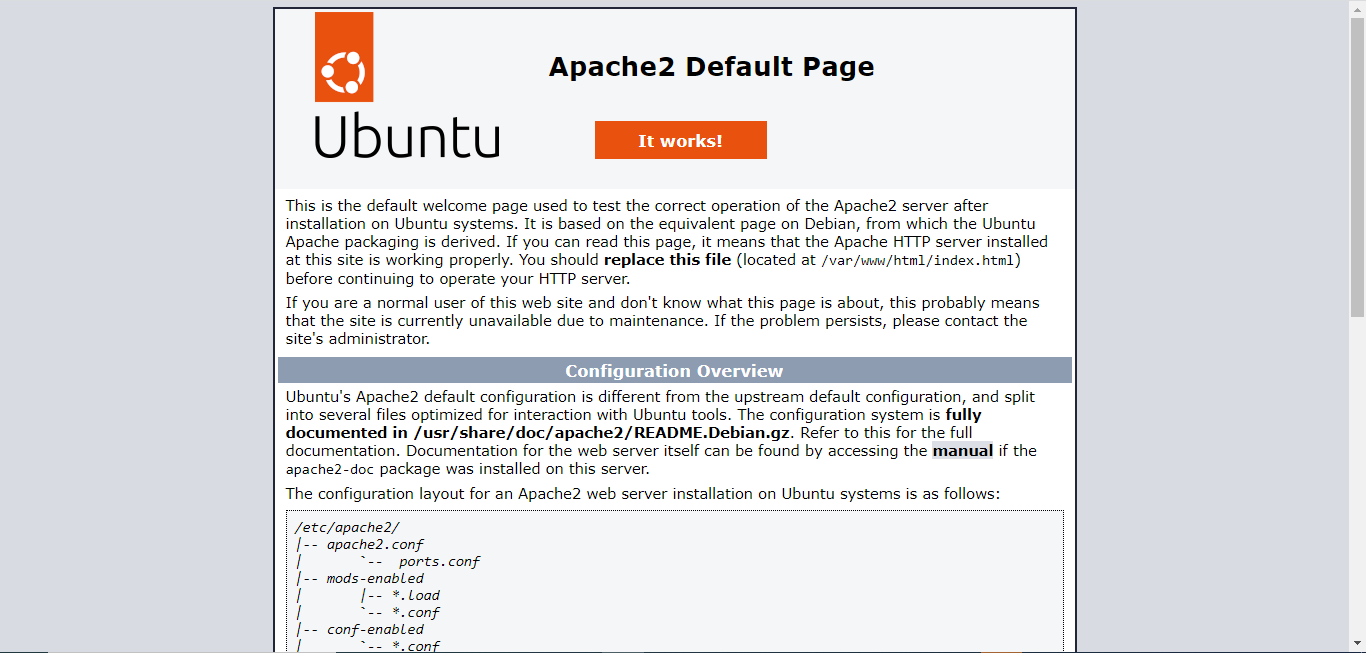 Apache2 Default Page
Ubuntu
It works!
This is the default welcome page used to test the correct operation of the Apache2 server after
installation on Ubuntu systems. It is based on the equivalent page on Debian, from which the Ubuntu
Apache packaging is derived. If you can read this page, it means that the Apache HTTP server installed
at this site is working properly. You should replace this file (located at /var/www/html/index.html)
before continuing to operate your HTTP server.
If you are a normal user of this web site and don't know what this page is about, this probably means
that the site is currently unavailable due to maintenance. If the problem persists, please contact the
site's administrator.
Configuration Overview
Ubuntu's Apache2 default configuration is different from the upstream default configuration, and split
into several files optimized for interaction with Ubuntu tools. The configuration system is fully
documented in /usr/share/doc/apache2/README.Debian.gz. Refer to this for the full
documentation. Documentation for the web server itself can be found by accessing the manual if the
apache2-doc package was installed on this server.
The configuration layout for an Apache2 web server installation on Ubuntu systems is as follows:
/etc/apache2/
|-- apache2.conf
|       `--  ports.conf
|-- mods-enabled
|       |-- *.load
|       `-- *.conf
|-- conf-enabled
|       `-- *.conf